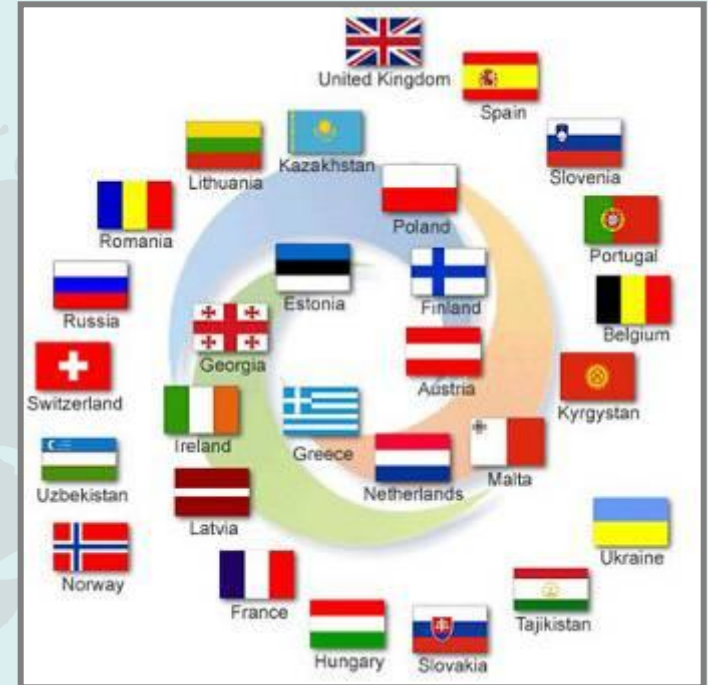 United Kingdom
Spain
Kazakhstan
Lithuania
Slovenia
Poland
Romania
Portugal
Estonia
Finland
Russia
Belgium
Georgia
Austria
Switzerland
Kyrgystan
Ireland
Greece
Malta
Uzbekistan
Netherlands
Latvia
Ukraine
Norway
France
Tajikistan
Hungary
Slovakia